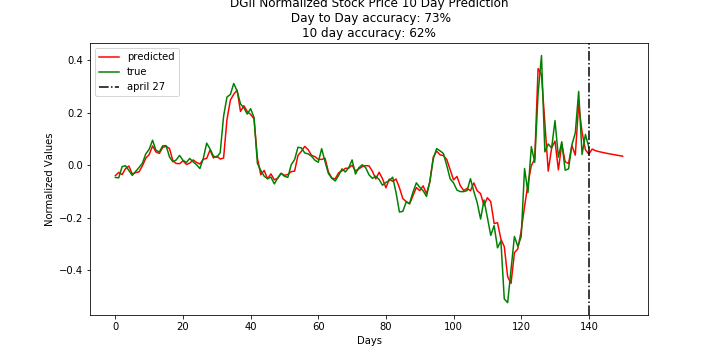 DGII Normalized Stock Price 10 Day Prediction
Day to Day accuracy: 73%
10 day accuracy: 62%
predicted
true
april 27
Normalized Values
0.4
0.2
0.0
−0.2
−0.4
0
20
40
60
80
100
120
140
Days